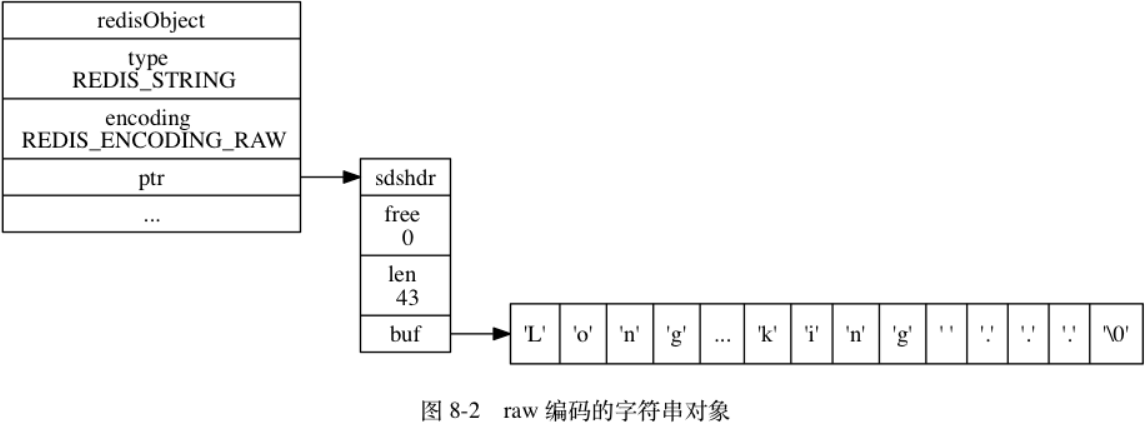 redisObject
type
REDIS_STRING
encoding
REDIS_ENCODING_RAW
ptr
...
sdshdr
free
0
len
43
buf
'L' 'o' 'n' 'g' ... 'k' 'i' 'n' 'g' ' ' '.' '.' '.' '\0'
图 8-2 raw 编码的字符串对象